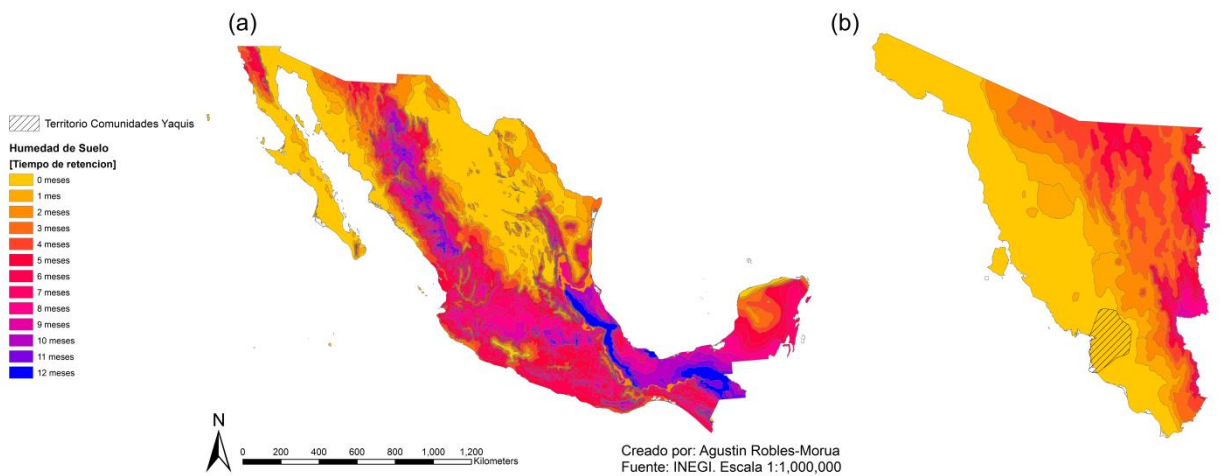 (a)
(b)
Territorio Comunidades Yaquis
Humedad de Suelo
[Tiempo de retencion]
0 meses
1 mes
2 meses
3 meses
4 meses
5 meses
6 meses
7 meses
8 meses
9 meses
10 meses
11 meses
12 meses
N
0 200 400 600 800 1,000 1,200
Kilometers
Creado por: Agustin Robles-Morua
Fuente: INEGI. Escala 1:1,000,000